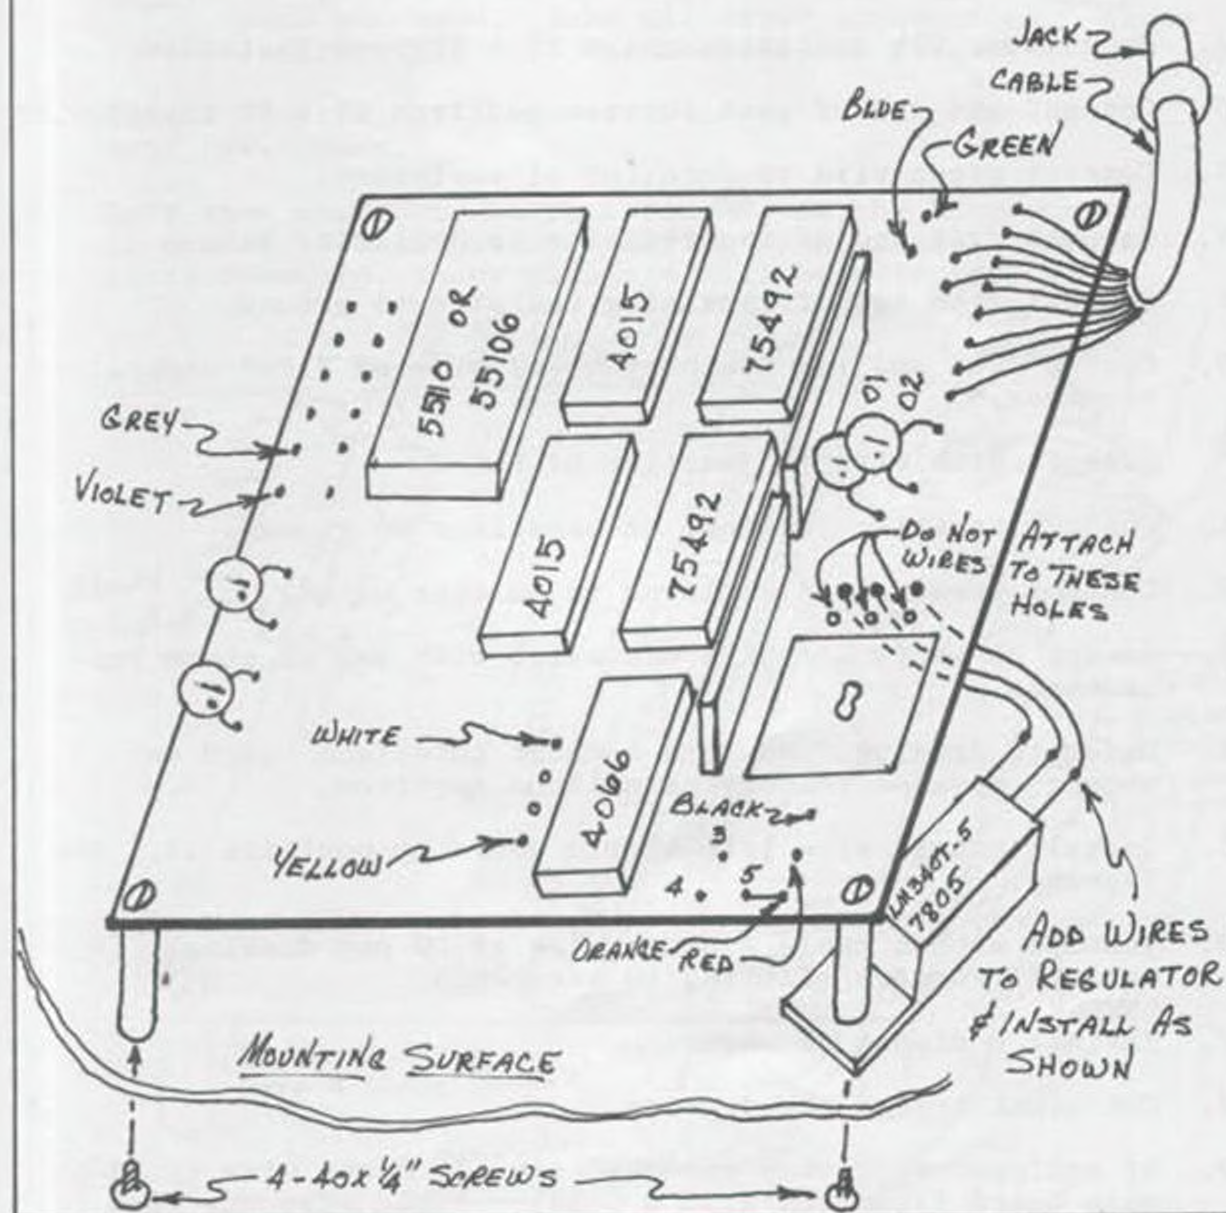 JACK
CABLE
BLUE
GREEN
5510 OR
55106
4015
75492
01
02
.1
.1
GREY
VIOLET
4015
75492
DO NOT ATTACH
WIRES TO THESE
HOLES
.1
.1
WHITE
4066
BLACK
3
YELLOW
4
5
LM340T-5
7805
ORANGE
RED
ADD WIRES
TO REGULATOR
& INSTALL AS
SHOWN
MOUNTING SURFACE
4-40x1/4" SCREWS